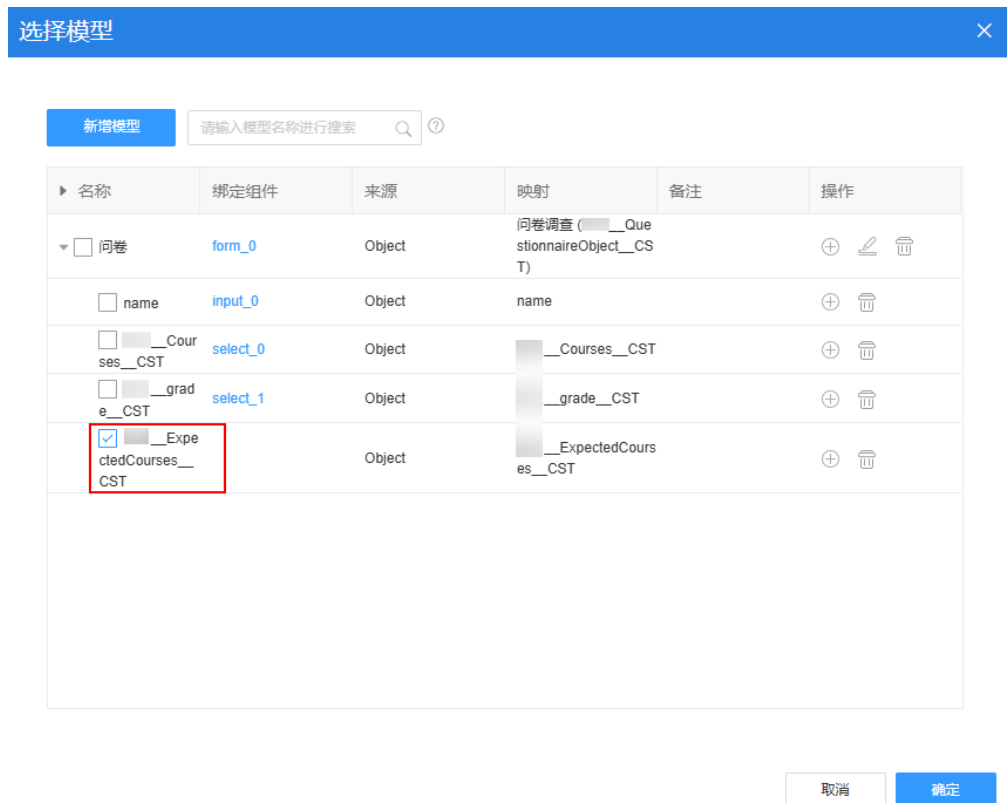 选择模型
新增模型
请输入模型名称进行搜索
名称 绑定组件 来源 映射 备注 操作
问卷 form_0 Object 问卷调查 ( __Que
stionnaireObject__CS
T)
name input_0 Object name
__Cour
ses__CST
select_0 Object __Courses__CST
__grad
e__CST
select_1 Object __grade__CST
__Expe
ctedCourses__
CST
Object
__ExpectedCours
es__CST
取消 确定